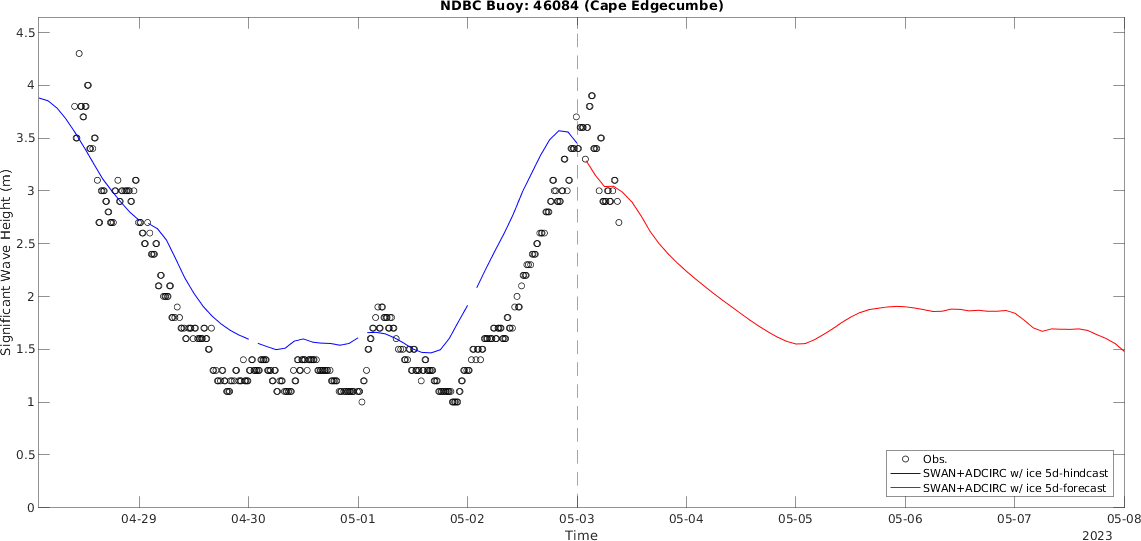 NDBC Buoy: 46084 (Cape Edgecumbe)
4.5
4
3.5
3
2.5
2
1.5
1
0.5
0
Significant Wave Height (m)
04-29 04-30 05-01 05-02 05-03 05-04 05-05 05-06 05-07 05-08
Time
2023
Obs.
SWAN+ADCIRC w/ ice 5d-hindcast
SWAN+ADCIRC w/ ice 5d-forecast